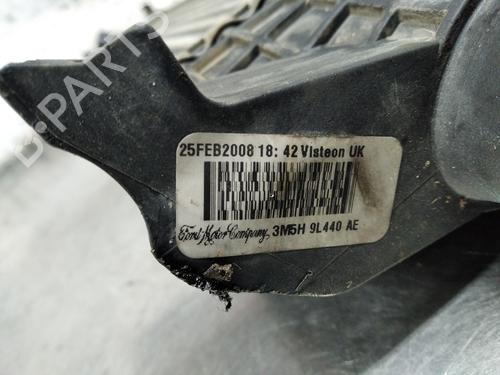 B-PARTS
25FEB2008 18: 42 Visteon UK
Ford Motor Company 3M5H 9L440 AE